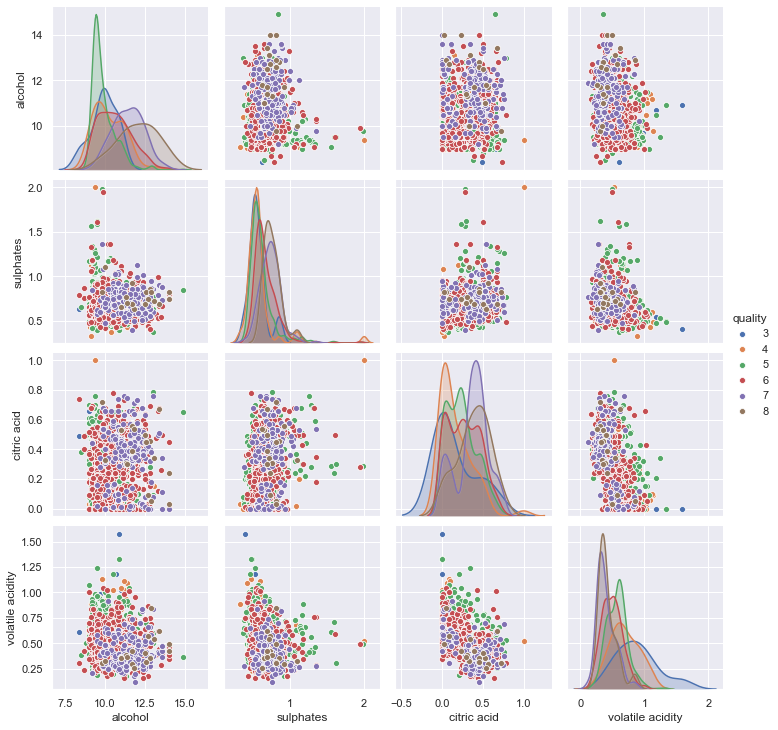 14
12
10
alcohol
2.0
1.5
1.0
0.5
sulphates
1.0
0.8
0.6
0.4
0.2
0.0
citric acid
1.50
1.25
1.00
0.75
0.50
0.25
volatile acidity
7.5 10.0 12.5 15.0
alcohol
1 2
sulphates
−0.5 0.0 0.5 1.0
citric acid
0 1 2
volatile acidity
quality
3
4
5
6
7
8